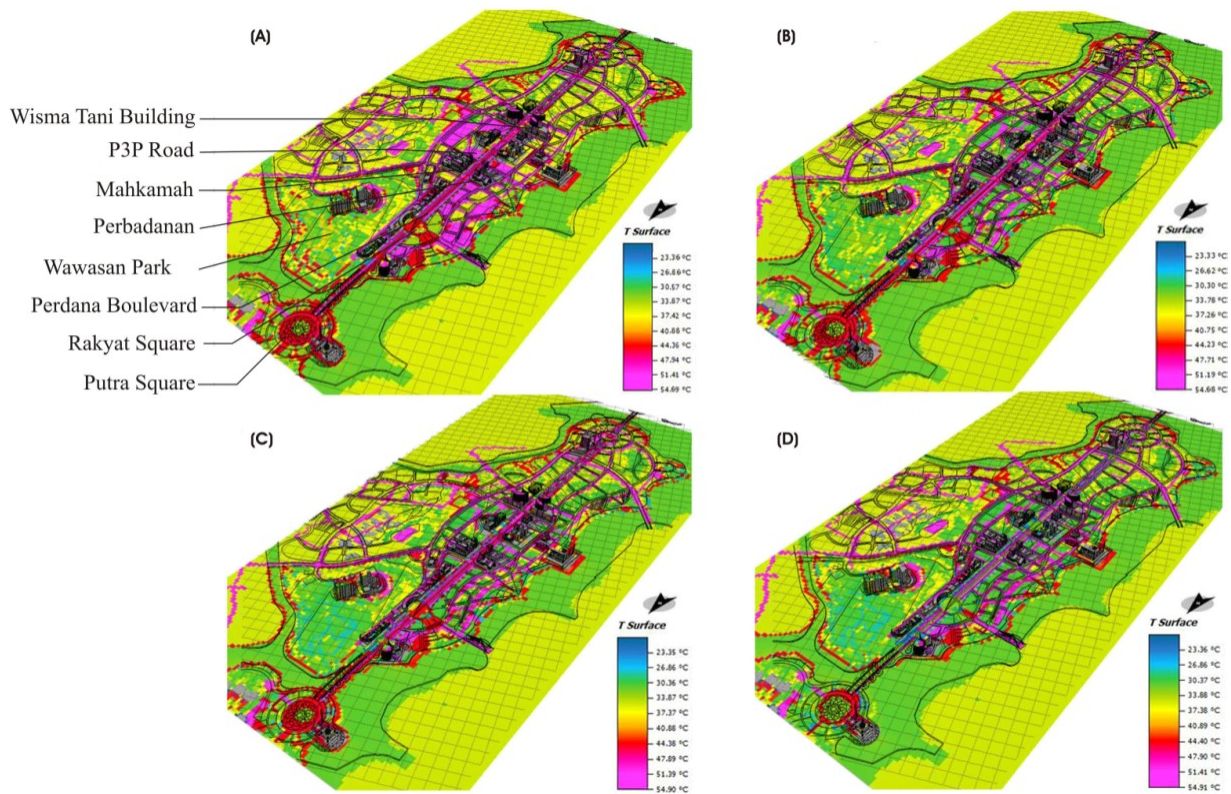 (A)
Wisma Tani Building
P3P Road
Mahkamah
Perbadanan
Wawasan Park
Perdana Boulevard
Rakyat Square
Putra Square
T Surface
23.36 °C
26.86 °C
30.57 °C
33.87 °C
37.42 °C
40.88 °C
44.36 °C
47.94 °C
51.41 °C
54.69 °C
(B)
T Surface
23.33 °C
26.62 °C
30.30 °C
33.76 °C
37.26 °C
40.75 °C
44.23 °C
47.71 °C
51.19 °C
54.68 °C
(C)
T Surface
23.35 °C
26.86 °C
30.36 °C
33.87 °C
37.37 °C
40.88 °C
44.38 °C
47.89 °C
51.39 °C
54.90 °C
(D)
T Surface
23.36 °C
26.86 °C
30.37 °C
33.88 °C
37.38 °C
40.89 °C
44.40 °C
47.90 °C
51.41 °C
54.91 °C